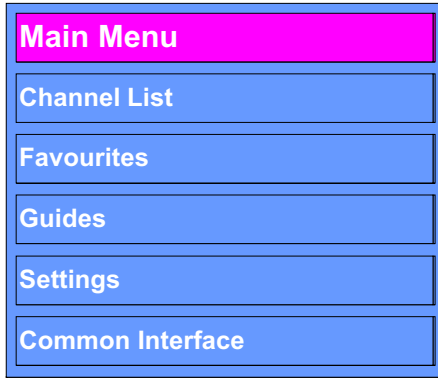 Main Menu
Channel List
Favourites
Guides
Settings
Common Interface